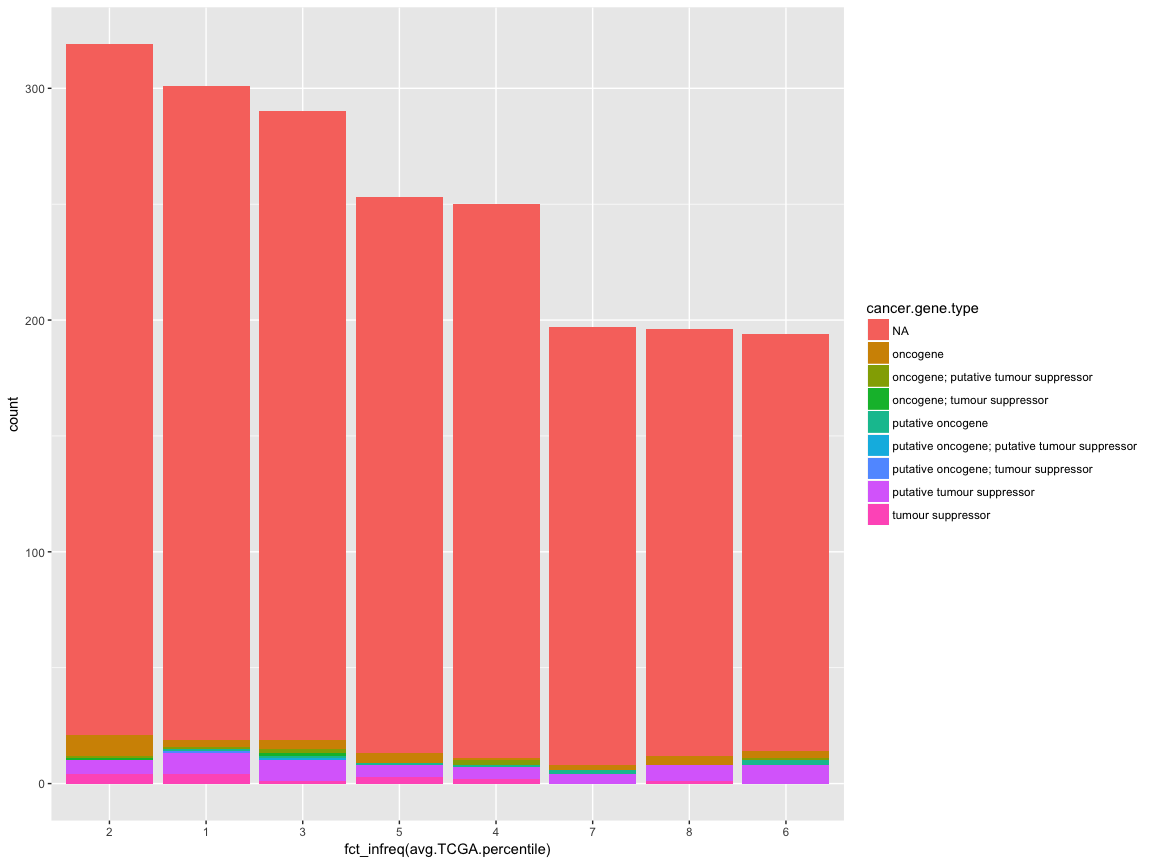 300
200
100
0
count
2 1 3 5 4 7 8 6
fct_infreq(avg.TCGA.percentile)
cancer.gene.type
NA
oncogene
oncogene; putative tumour suppressor
oncogene; tumour suppressor
putative oncogene
putative oncogene; putative tumour suppressor
putative oncogene; tumour suppressor
putative tumour suppressor
tumour suppressor